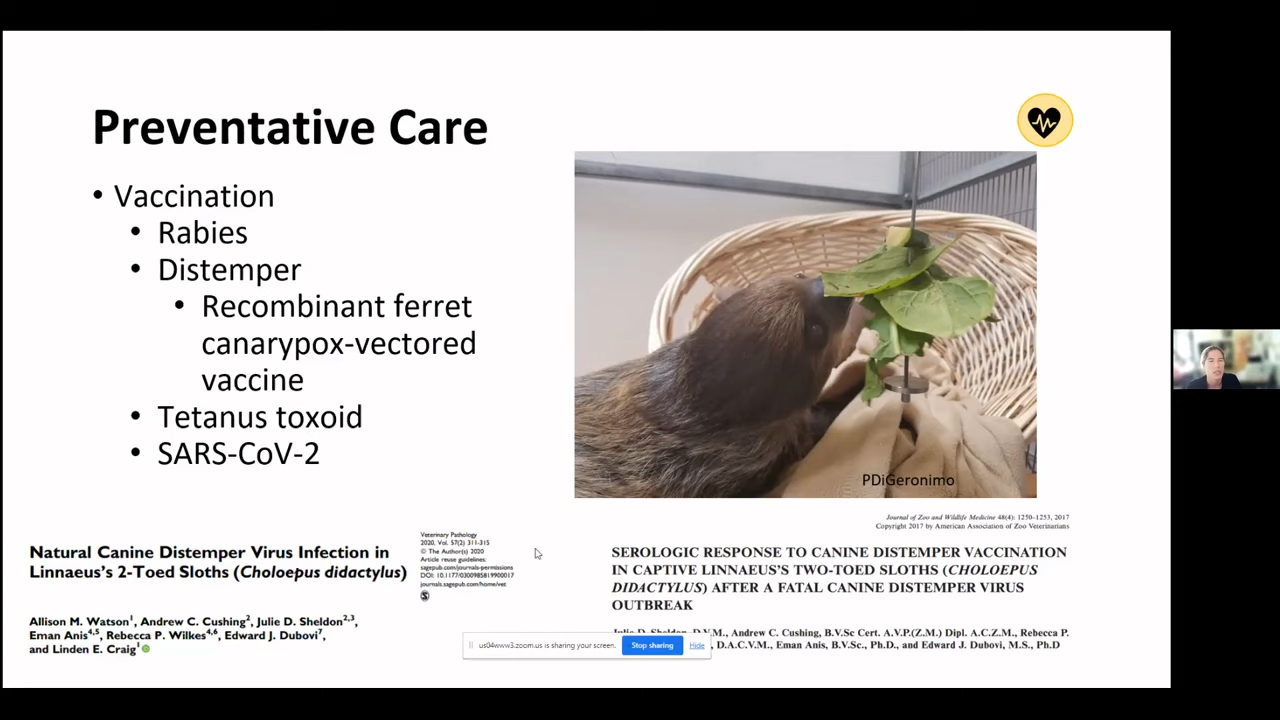 Preventative Care
• Vaccination
• Rabies
• Distemper
• Recombinant ferret
canarypox-vectored
vaccine
• Tetanus toxoid
• SARS-CoV-2
PDiGeronimo
Natural Canine Distemper Virus Infection in
Linnaeus's 2-Toed Sloths (Choloepus didactylus)
Veterinary Pathology
2020, Vol. 57(2) 311-315
© The Author(s) 2020
Article reuse guidelines:
sagepub.com/journals-permissions
DOI: 10.1177/0300985819900017
journals.sagepub.com/home/vet
Allison M. Watson1, Andrew C. Cushing2, Julie D. Sheldon2,3,
Eman Anis4,5, Rebecca P. Wilkes4,6, Edward J. Dubovi7,
and Linden E. Craig1
Journal of Zoo and Wildlife Medicine 48(4): 1250–1253, 2017
Copyright 2017 by American Association of Zoo Veterinarians
SEROLOGIC RESPONSE TO CANINE DISTEMPER VACCINATION
IN CAPTIVE LINNAEUS'S TWO-TOED SLOTHS (CHOLOEPUS
DIDACTYLUS) AFTER A FATAL CANINE DISTEMPER VIRUS
OUTBREAK
Julie D. Sheldon, D.V.M., Andrew C. Cushing, B.V.Sc Cert. A.V.P.(Z.M.) Dipl. A.C.Z.M., Rebecca P.
D.A.C.V.M., Eman Anis, B.V.Sc., Ph.D., and Edward J. Dubovi, M.S., Ph.D
us04www3.zoom.us is sharing your screen.
Stop sharing
Hide